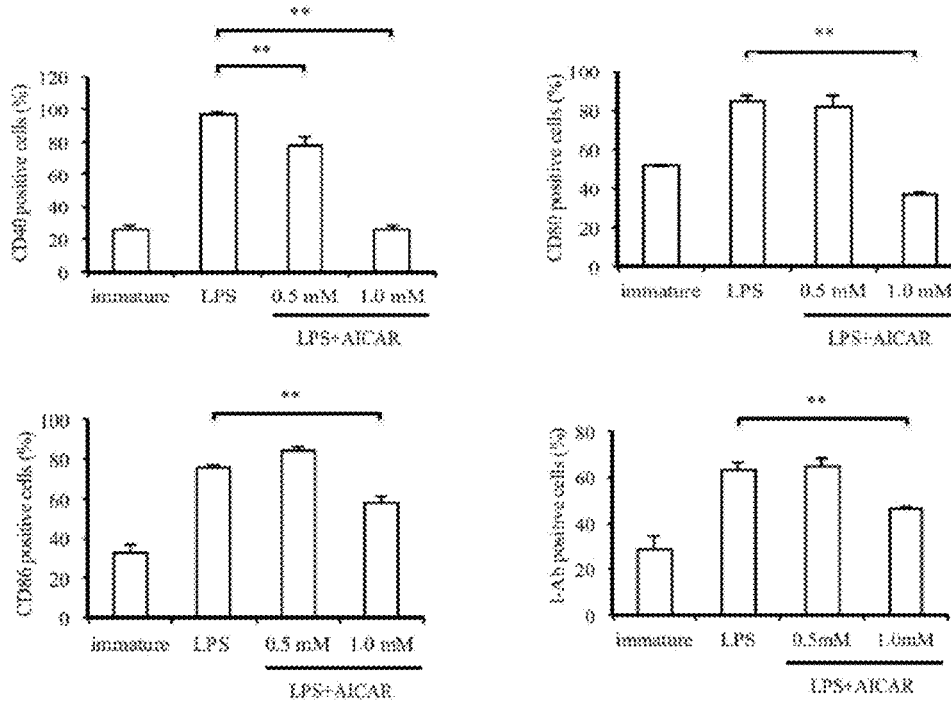 **
**
CD40 positive cells (%)
120
100
80
60
40
20
0
immature LPS 0.5 mM 1.0 mM
LPS+AICAR
**
CD80 positive cells (%)
100
80
60
40
20
0
immature LPS 0.5 mM 1.0 mM
LPS+AICAR
**
CD86 positive cells (%)
100
80
60
40
20
0
immature LPS 0.5 mM 1.0 mM
LPS+AICAR
**
I-Ab positive cells (%)
80
60
40
20
0
immature LPS 0.5mM 1.0mM
LPS+AICAR